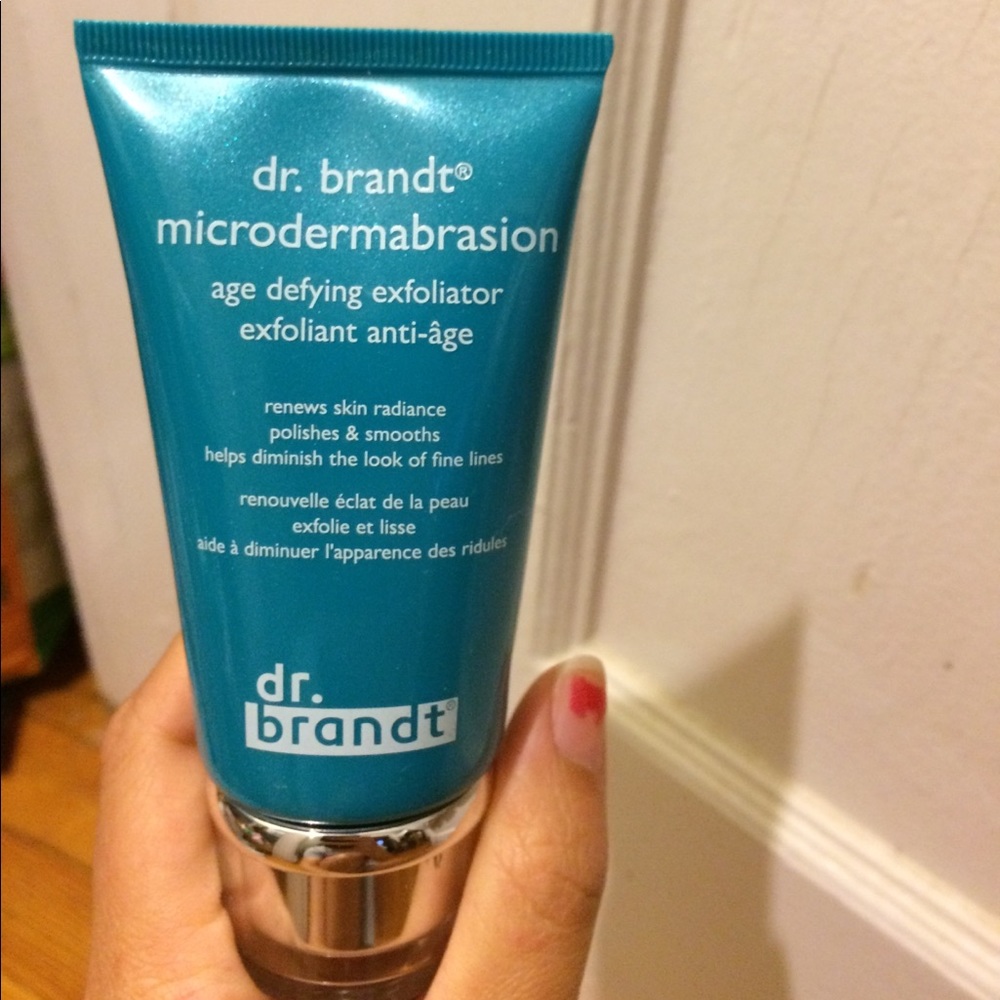 dr. brandt®
microdermabrasion
age defying exfoliator
exfoliant anti-âge
renews skin radiance
polishes & smooths
helps diminish the look of fine lines
renouvelle éclat de la peau
exfolie et lisse
aide à diminuer l'apparence des ridules
dr.
brandt®